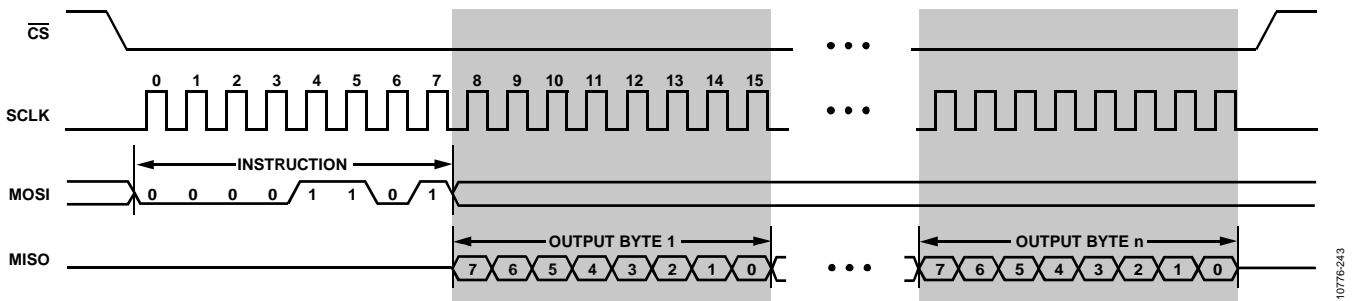 CS
0 1 2 3 4 5 6 7 8 9 10 11 12 13 14 15
SCLK
INSTRUCTION
MOSI 0 0 0 0 1 1 0 1
OUTPUT BYTE 1 OUTPUT BYTE n
MISO 7 6 5 4 3 2 1 0 7 6 5 4 3 2 1 0
10776-243